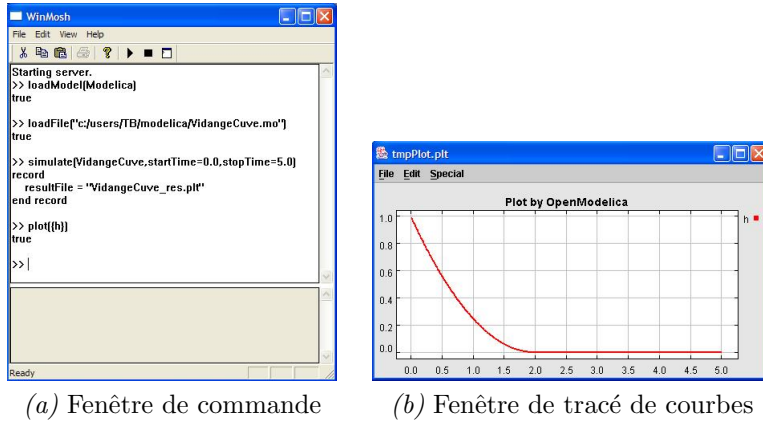 WinMosh
File Edit View Help
Starting server.
>> loadModel(Modelica)
true
>> loadFile("c:/users/TB/modelica/VidangeCuve.mo")
true
>> simulate(VidangeCuve,startTime=0.0,stopTime=5.0)
record
resultFile = "VidangeCuve_res.plt"
end record
>> plot({h})
true
>>
Ready
(a) Fenêtre de commande
tmpPlot.plt
File Edit Special
Plot by OpenModelica
1.0
0.8
0.6
0.4
0.2
0.0
h
0.0 0.5 1.0 1.5 2.0 2.5 3.0 3.5 4.0 4.5 5.0
(b) Fenêtre de tracé de courbes